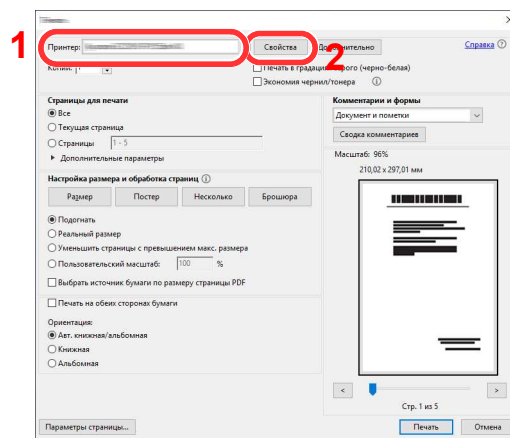 1
Принтер:
Свойства
2
Дополнительно
Справка
Копии: 1
Печать в градациях серого (черно-белая)
Экономия чернил/тонера
Страницы для печати
Все
Текущая страница
Страницы 1 - 5
Дополнительные параметры
Настройка размера и обработка страниц
Размер Постер Несколько Брошюра
Подогнать
Реальный размер
Уменьшить страницы с превышением макс. размера
Пользовательский масштаб: 100 %
Выбрать источник бумаги по размеру страницы PDF
Печать на обеих сторонах бумаги
Ориентация:
Авт. книжная/альбомная
Книжная
Альбомная
Комментарии и формы
Документ и пометки
Сводка комментариев
Масштаб: 96%
210,02 x 297,01 мм
< >
Стр. 1 из 5
Параметры страницы...
Печать
Отмена